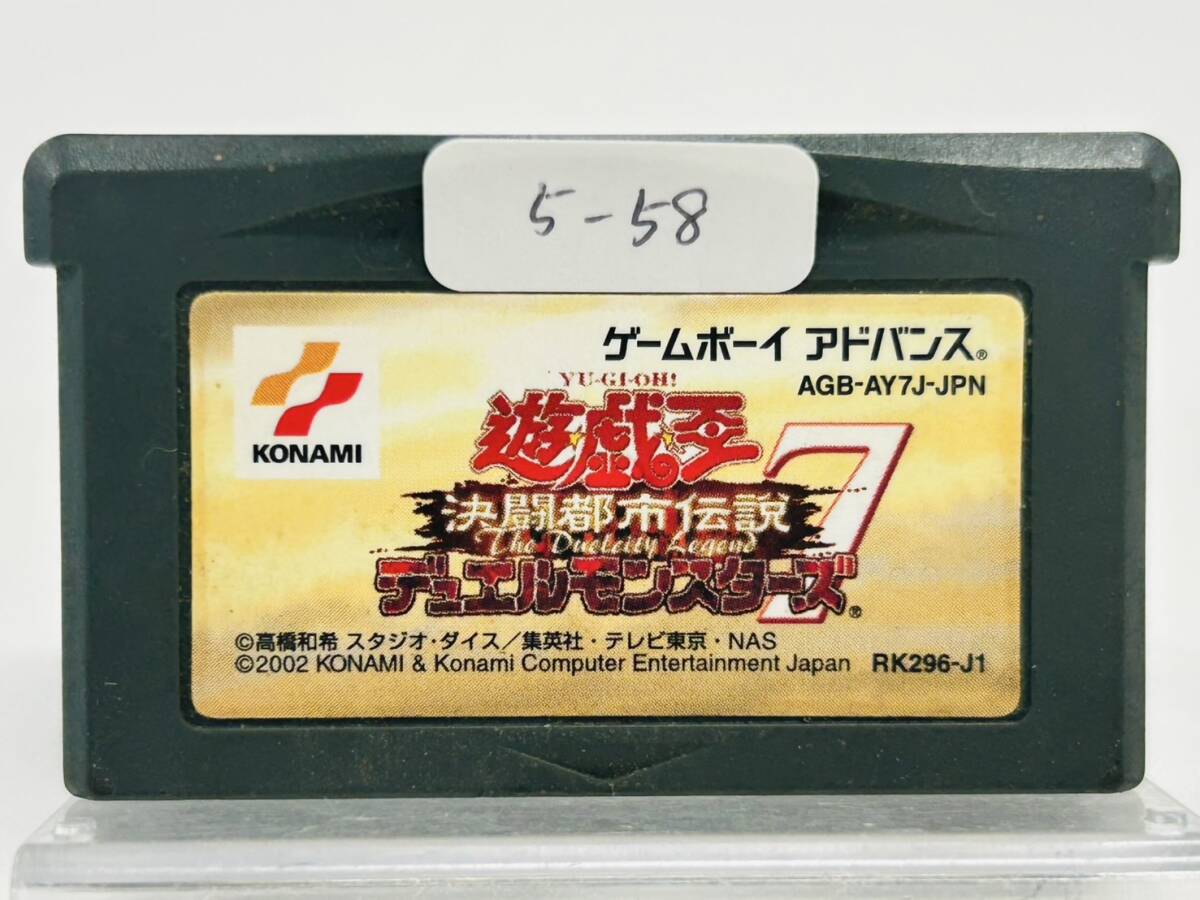 5-58
ゲームボーイ アドバンス®
AGB-AY7J-JPN
KONAMI
YU-GI-OH!
遊戯王
7
決闘都市伝説
The Duelcity Legend
デュエルモンスターズ®
©高橋和希 スタジオ・ダイス／集英社・テレビ東京・NAS
©2002 KONAMI & Konami Computer Entertainment Japan RK296-J1